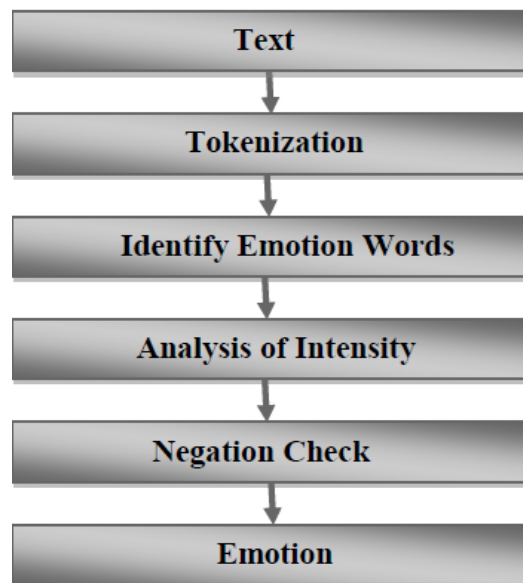 Text
Tokenization
Identify Emotion Words
Analysis of Intensity
Negation Check
Emotion